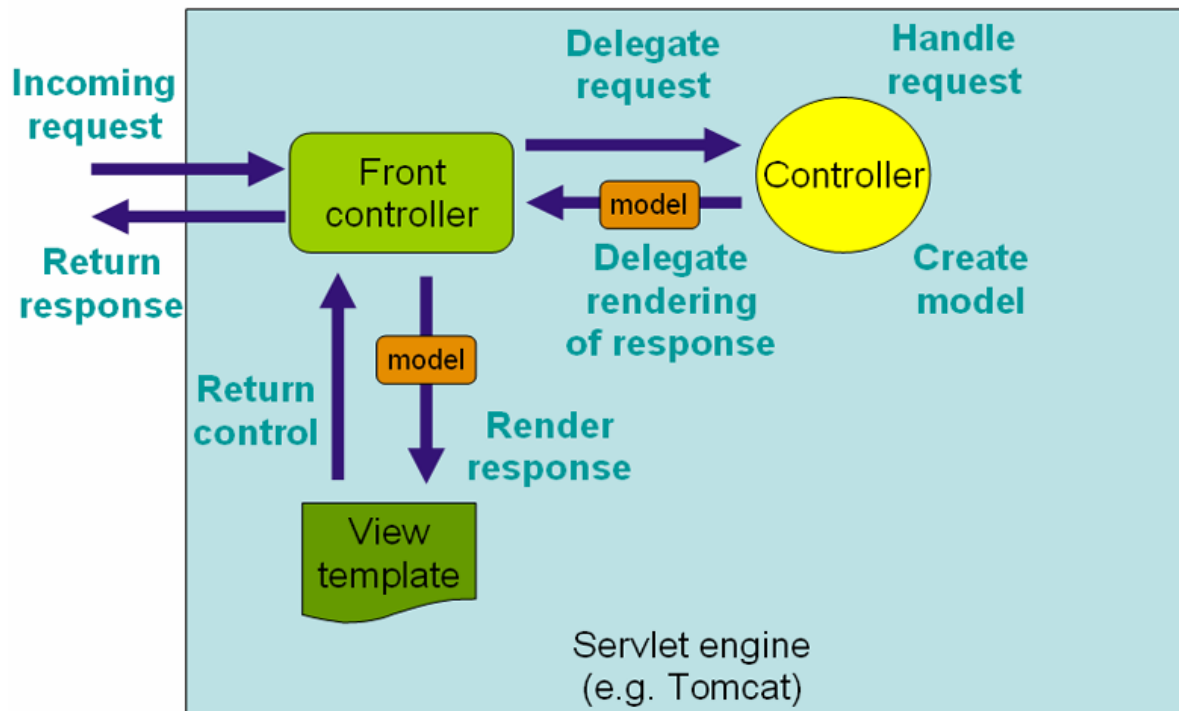 Incoming
request
Return
response
Front
controller
Delegate
request
Handle
request
Controller
model
Delegate
rendering
of response
Create
model
Return
control
model
Render
response
View
template
Servlet engine
(e.g. Tomcat)